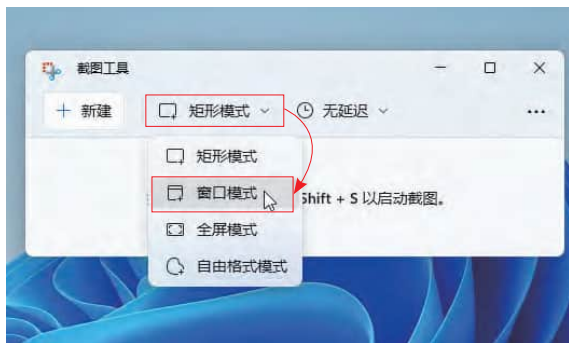 截图工具
新建 矩形模式 无延迟
矩形模式
窗口模式
Shift + S 以启动截图。
全屏模式
自由格式模式